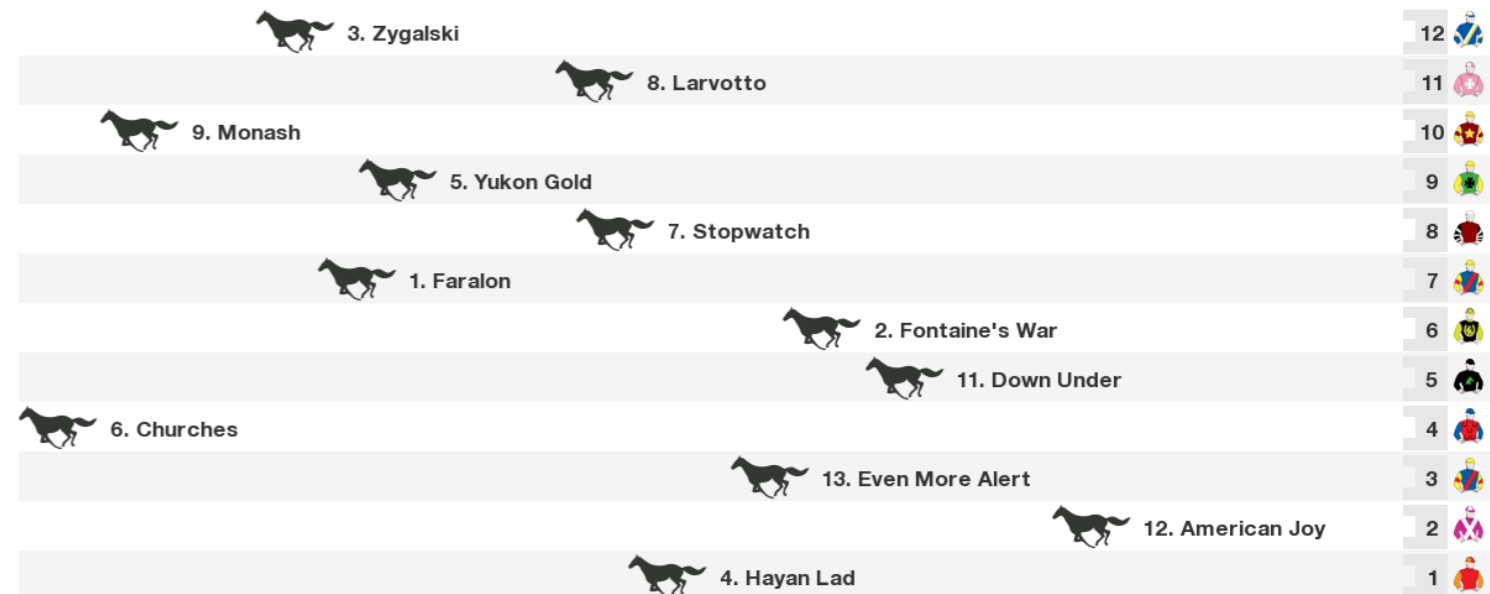 3. Zygalski 12
8. Larvotto 11
9. Monash 10
5. Yukon Gold 9
7. Stopwatch 8
1. Faralon 7
2. Fontaine's War 6
11. Down Under 5
6. Churches 4
13. Even More Alert 3
12. American Joy 2
4. Hayan Lad 1